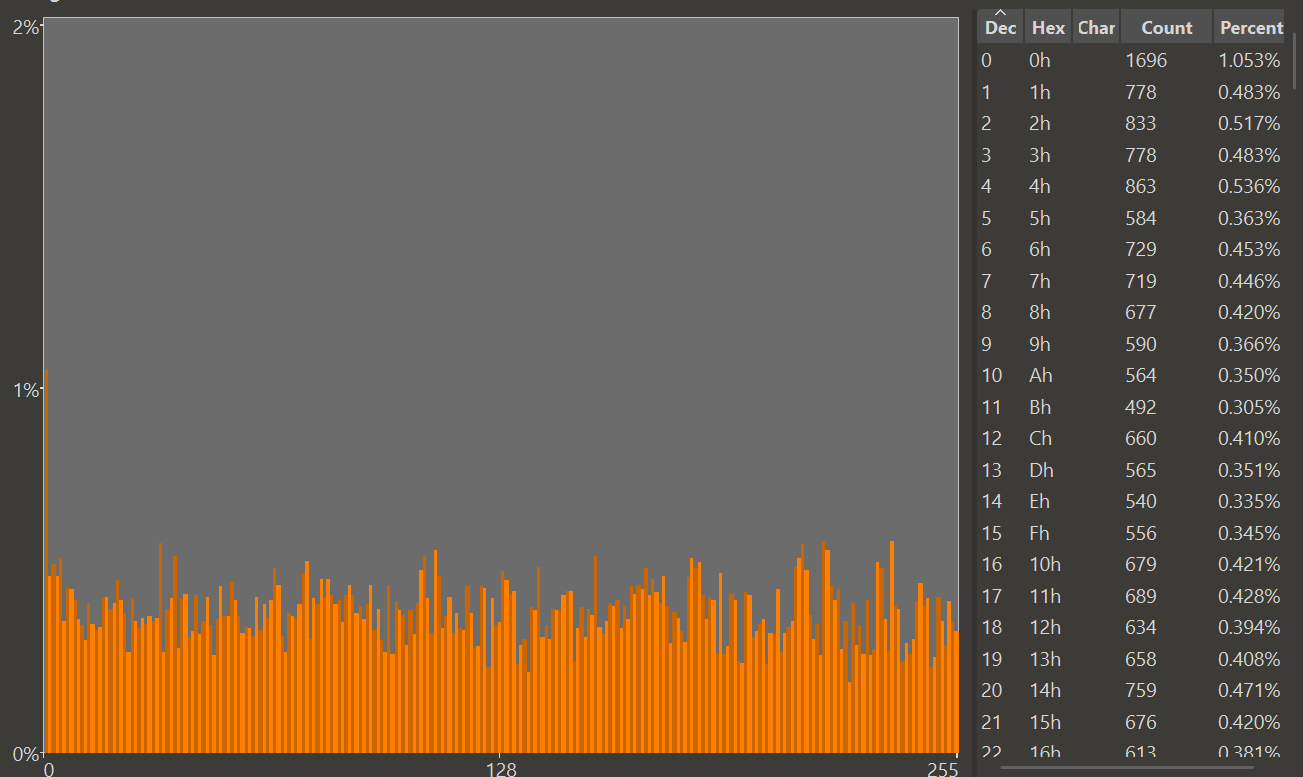 2%
1%
0%
0 128 255
Dec Hex Char Count Percent
0 0h 1696 1.053%
1 1h 778 0.483%
2 2h 833 0.517%
3 3h 778 0.483%
4 4h 863 0.536%
5 5h 584 0.363%
6 6h 729 0.453%
7 7h 719 0.446%
8 8h 677 0.420%
9 9h 590 0.366%
10 Ah 564 0.350%
11 Bh 492 0.305%
12 Ch 660 0.410%
13 Dh 565 0.351%
14 Eh 540 0.335%
15 Fh 556 0.345%
16 10h 679 0.421%
17 11h 689 0.428%
18 12h 634 0.394%
19 13h 658 0.408%
20 14h 759 0.471%
21 15h 676 0.420%
22 16h 613 0.381%